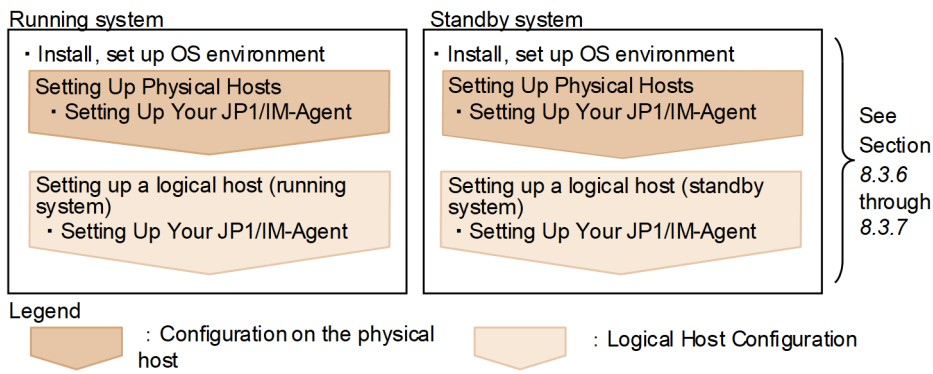 Running system
・Install, set up OS environment
Setting Up Physical Hosts
・Setting Up Your JP1/IM-Agent
Setting up a logical host (running
system)
・Setting Up Your JP1/IM-Agent
Standby system
・Install, set up OS environment
Setting Up Physical Hosts
・Setting Up Your JP1/IM-Agent
Setting up a logical host (standby
system)
・Setting Up Your JP1/IM-Agent
See
Section
8.3.6
through
8.3.7
Legend
：Configuration on the physical
host
：Logical Host Configuration